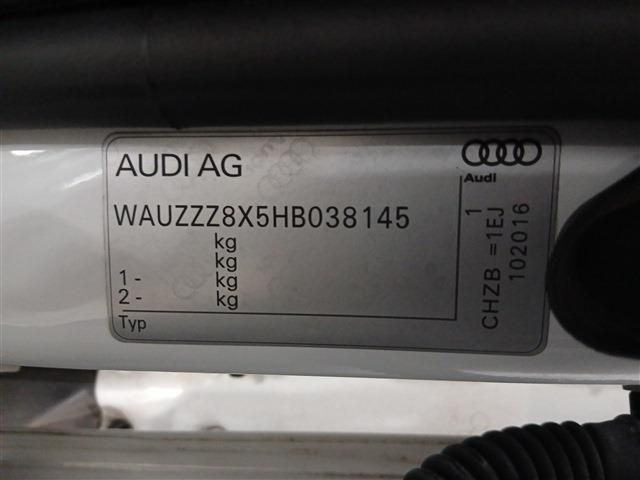 AUDI AG
Audi
WAUZZZ8X5HB038145
kg
kg
1 - kg
2 - kg
Typ
1
CHZB =1EJ
102016